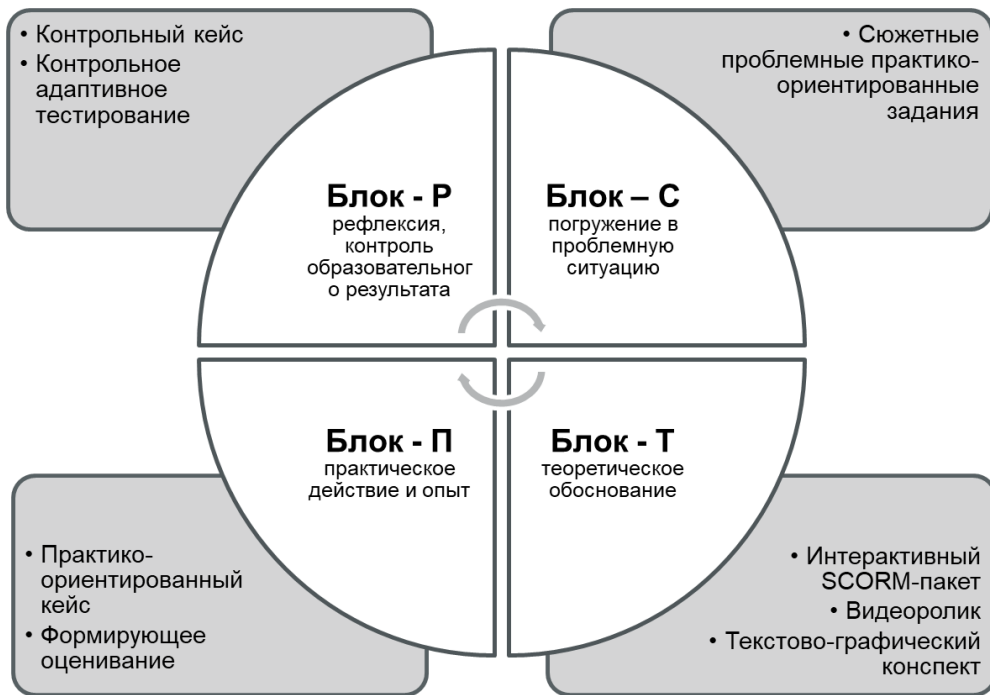 • Контрольный кейс
• Контрольное
адаптивное
тестирование
• Сюжетные
проблемные практико-
ориентированные
задания
Блок - Р
рефлексия,
контроль
образовательног
о результата
Блок – С
погружение в
проблемную
ситуацию
Блок - П
практическое
действие и опыт
Блок - Т
теоретическое
обоснование
• Практико-
ориентированный
кейс
• Формирующее
оценивание
• Интерактивный
SCORM-пакет
• Видеоролик
• Текстово-графический
конспект